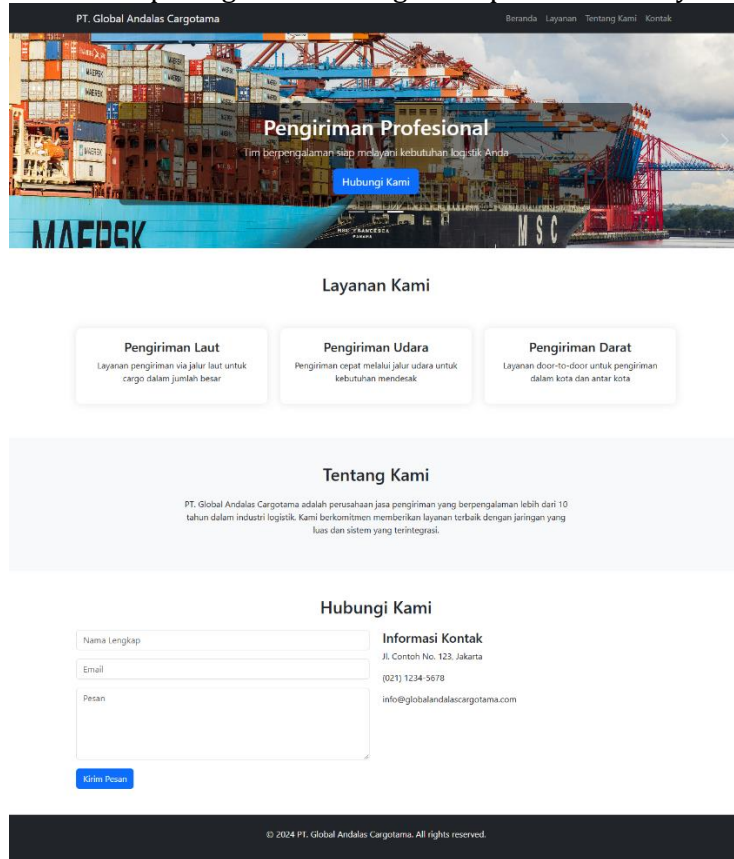 PT. Global Andalas Cargotama
Beranda Layanan Tentang Kami Kontak
MAERSK
MAERSK
Pengiriman Profesional
Tim berpengalaman siap melayani kebutuhan logistik Anda
Hubungi Kami
MAERSK
MSC FRANCESCA
PANAMA
MSC
Layanan Kami
Pengiriman Laut
Layanan pengiriman via jalur laut untuk
cargo dalam jumlah besar
Pengiriman Udara
Pengiriman cepat melalui jalur udara untuk
kebutuhan mendesak
Pengiriman Darat
Layanan door-to-door untuk pengiriman
dalam kota dan antar kota
Tentang Kami
PT. Global Andalas Cargotama adalah perusahaan jasa pengiriman yang berpengalaman lebih dari 10
tahun dalam industri logistik. Kami berkomitmen memberikan layanan terbaik dengan jaringan yang
luas dan sistem yang terintegrasi.
Hubungi Kami
Nama Lengkap
Email
Pesan
Kirim Pesan
Informasi Kontak
Jl. Contoh No. 123, Jakarta
(021) 1234-5678
info@globalandalascargotama.com
© 2024 PT. Global Andalas Cargotama. All rights reserved.